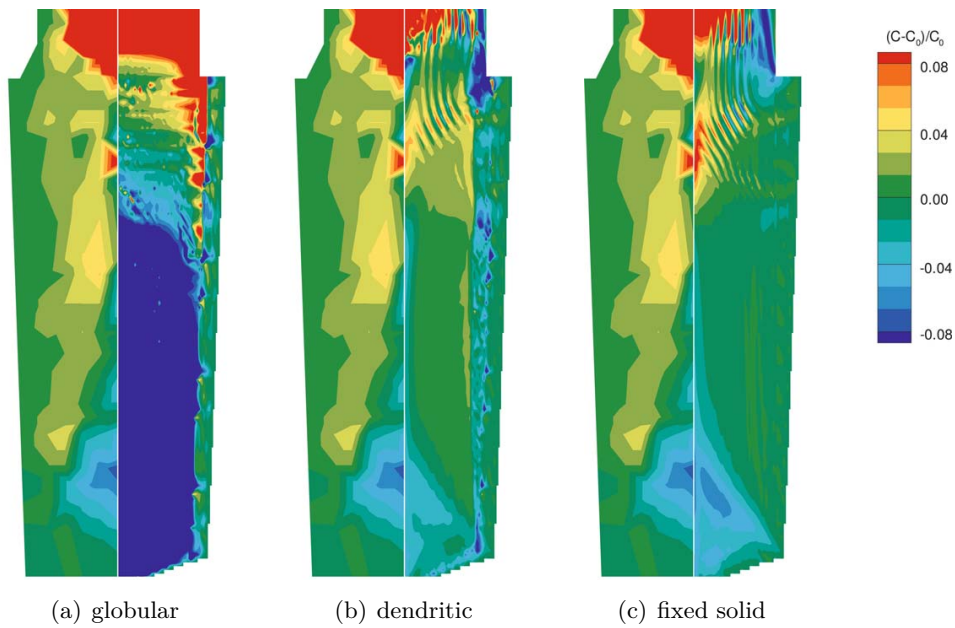 (C-C₀)/C₀
0.08
0.04
0.00
-0.04
-0.08
(a) globular
(b) dendritic
(c) fixed solid